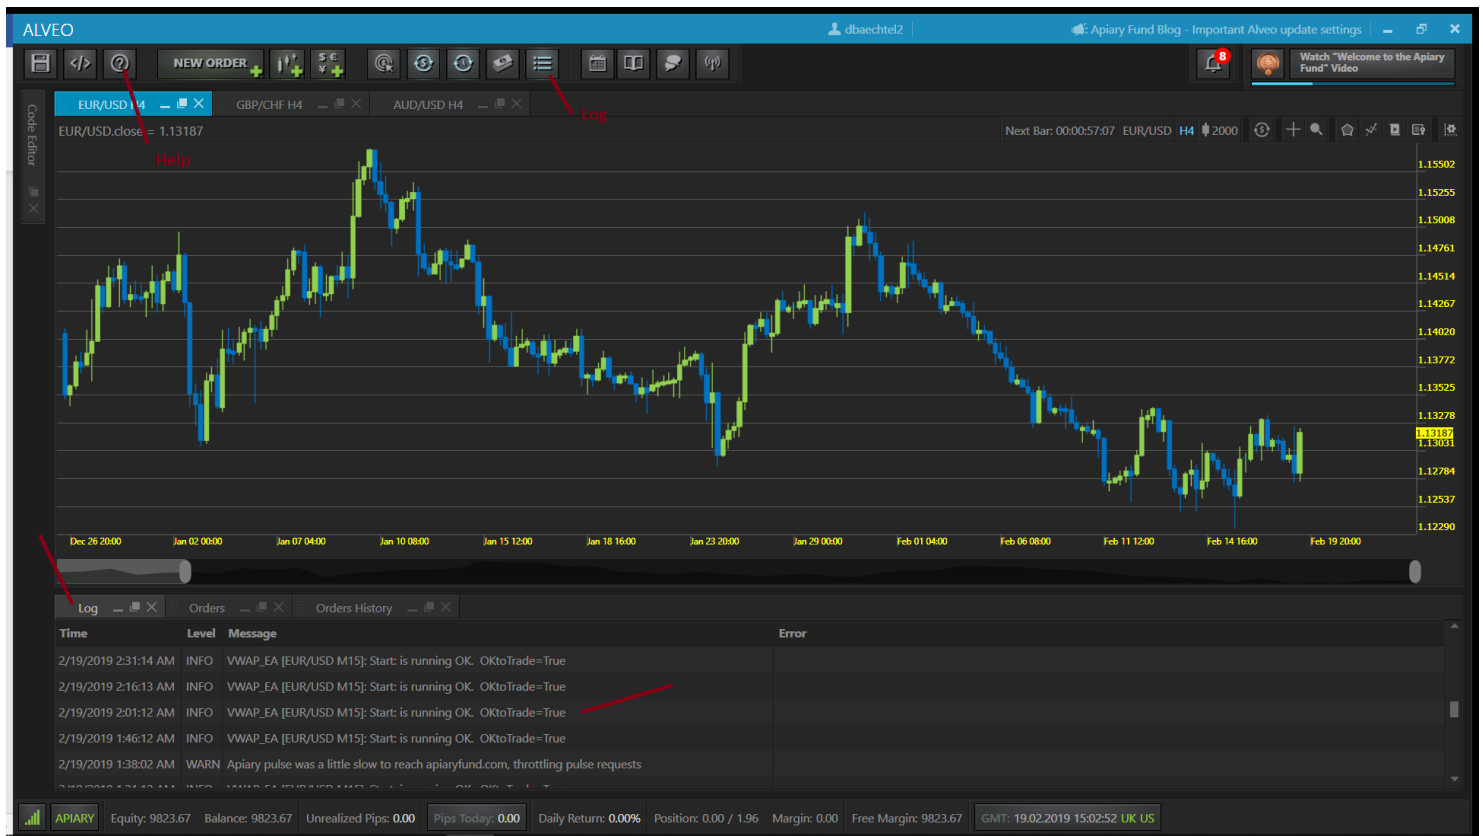 ALVEO
dbaechtel2
Apiary Fund Blog - Important Alveo update settings
</>
NEW ORDER
8
Watch "Welcome to the Apiary
Fund" Video
Code Editor
EUR/USD H4
GBP/CHF H4
AUD/USD H4
Log
EUR/USD.close = 1.13187
Next Bar: 00:00:57:07 EUR/USD H4 2000
Help
1.15502
1.15255
1.15008
1.14761
1.14514
1.14267
1.14020
1.13772
1.13525
1.13278
1.13187
1.13031
1.12784
1.12537
1.12290
Dec 26 20:00 Jan 02 00:00 Jan 07 04:00 Jan 10 08:00 Jan 15 12:00 Jan 18 16:00 Jan 23 20:00 Jan 29 00:00 Feb 01 04:00 Feb 06 08:00 Feb 11 12:00 Feb 14 16:00 Feb 19 20:00
Log Orders Orders History
Time Level Message Error
2/19/2019 2:31:14 AM INFO VWAP_EA [EUR/USD M15]: Start: is running OK. OKtoTrade=True
2/19/2019 2:16:13 AM INFO VWAP_EA [EUR/USD M15]: Start: is running OK. OKtoTrade=True
2/19/2019 2:01:12 AM INFO VWAP_EA [EUR/USD M15]: Start: is running OK. OKtoTrade=True
2/19/2019 1:46:12 AM INFO VWAP_EA [EUR/USD M15]: Start: is running OK. OKtoTrade=True
2/19/2019 1:38:02 AM WARN Apiary pulse was a little slow to reach apiaryfund.com, throttling pulse requests
APIARY Equity: 9823.67 Balance: 9823.67 Unrealized Pips: 0.00 Pips Today: 0.00 Daily Return: 0.00% Position: 0.00 / 1.96 Margin: 0.00 Free Margin: 9823.67 GMT: 19.02.2019 15:02:52 UK US